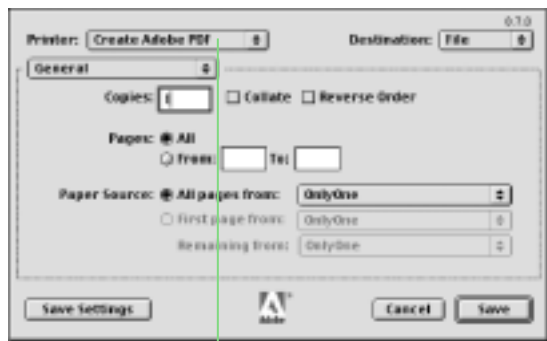 8.7.0
Printer: Create Adobe PDF Destination: File
General
Copies: 1 Collate Reverse Order
Pages: All
From: To:
Paper Source: All pages from: OnlyOne
First page from: OnlyOne
Remaining from: OnlyOne
Save Settings Adobe Cancel Save